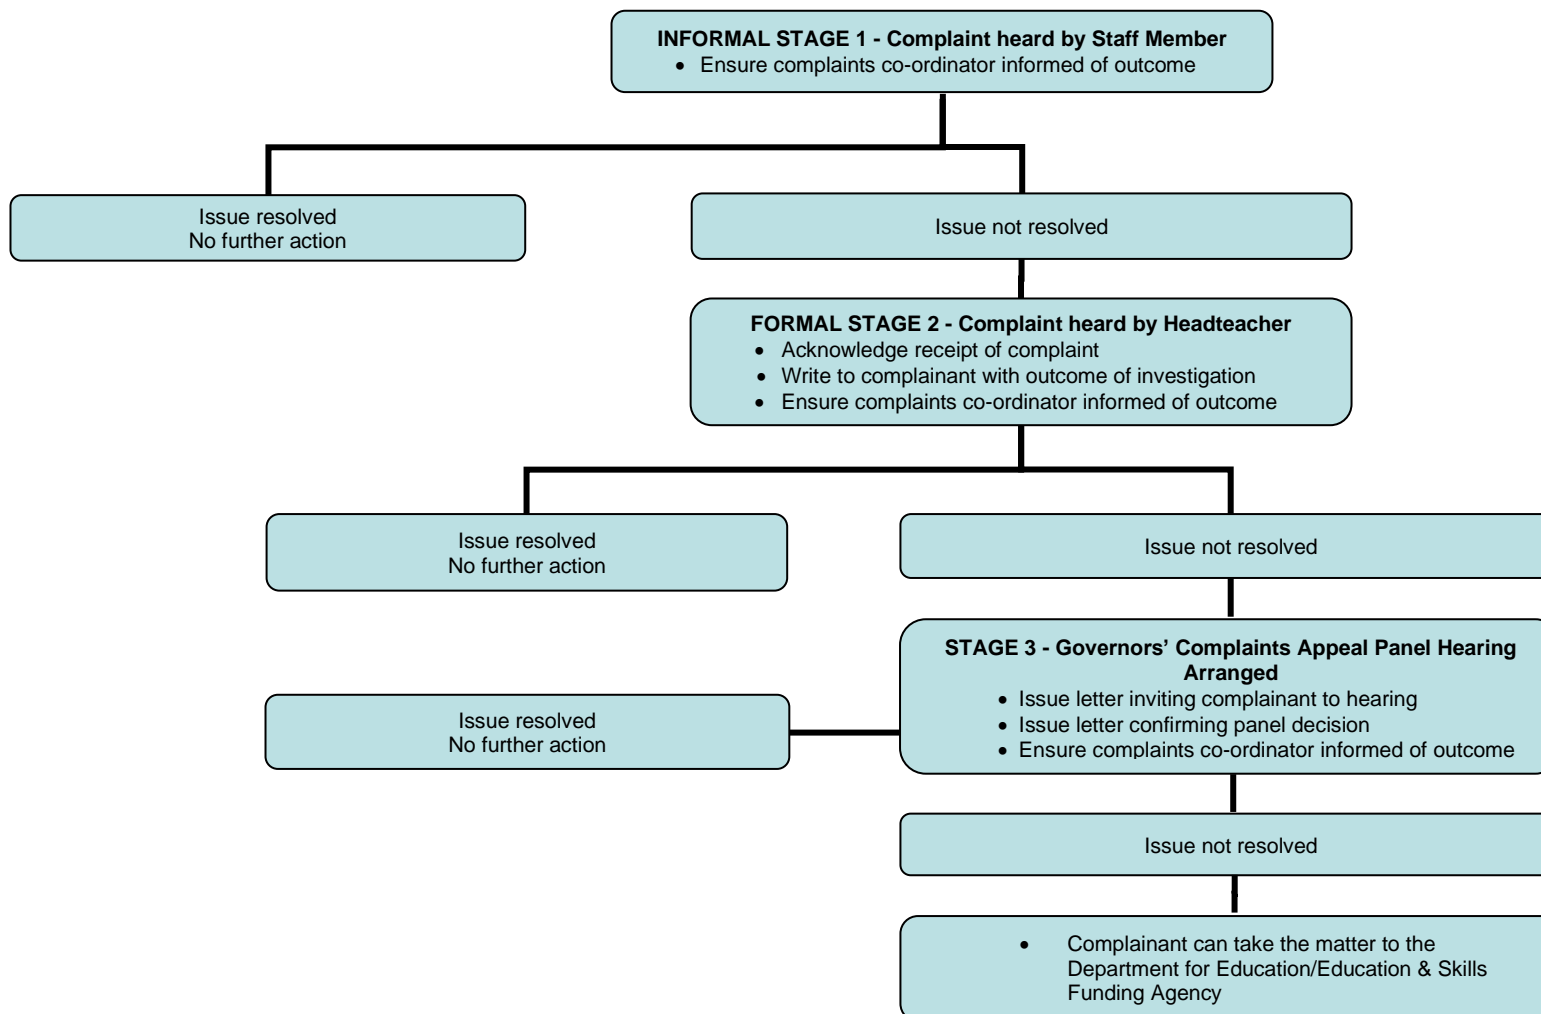 INFORMAL STAGE 1 - Complaint heard by Staff Member
• Ensure complaints co-ordinator informed of outcome
Issue resolved
No further action
Issue not resolved
FORMAL STAGE 2 - Complaint heard by Headteacher
• Acknowledge receipt of complaint
• Write to complainant with outcome of investigation
• Ensure complaints co-ordinator informed of outcome
Issue resolved
No further action
Issue not resolved
STAGE 3 - Governors’ Complaints Appeal Panel Hearing
Arranged
• Issue letter inviting complainant to hearing
• Issue letter confirming panel decision
• Ensure complaints co-ordinator informed of outcome
Issue resolved
No further action
Issue not resolved
• Complainant can take the matter to the
Department for Education/Education & Skills
Funding Agency